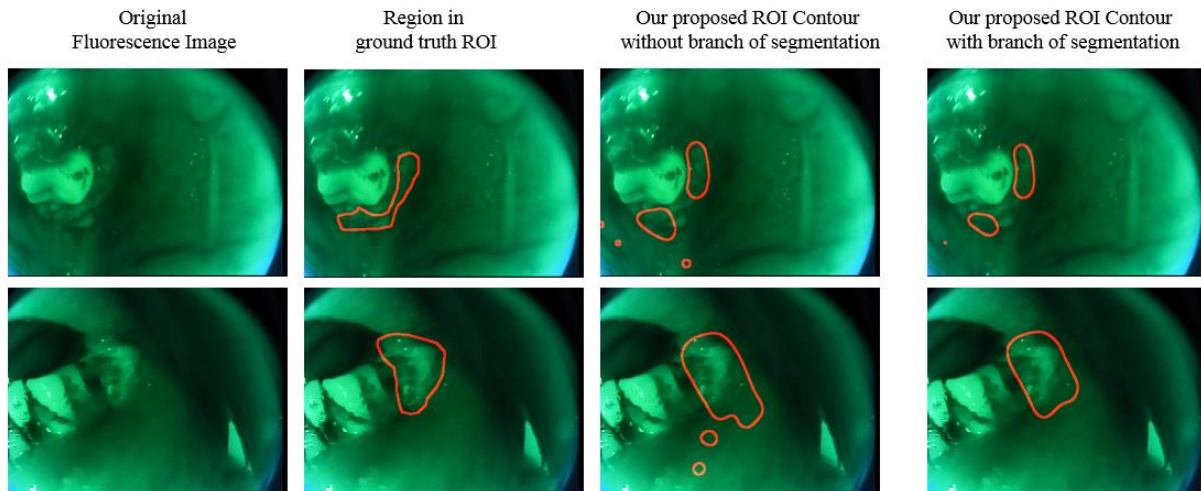 Original
Fluorescence Image
Region in
ground truth ROI
Our proposed ROI Contour
without branch of segmentation
Our proposed ROI Contour
with branch of segmentation